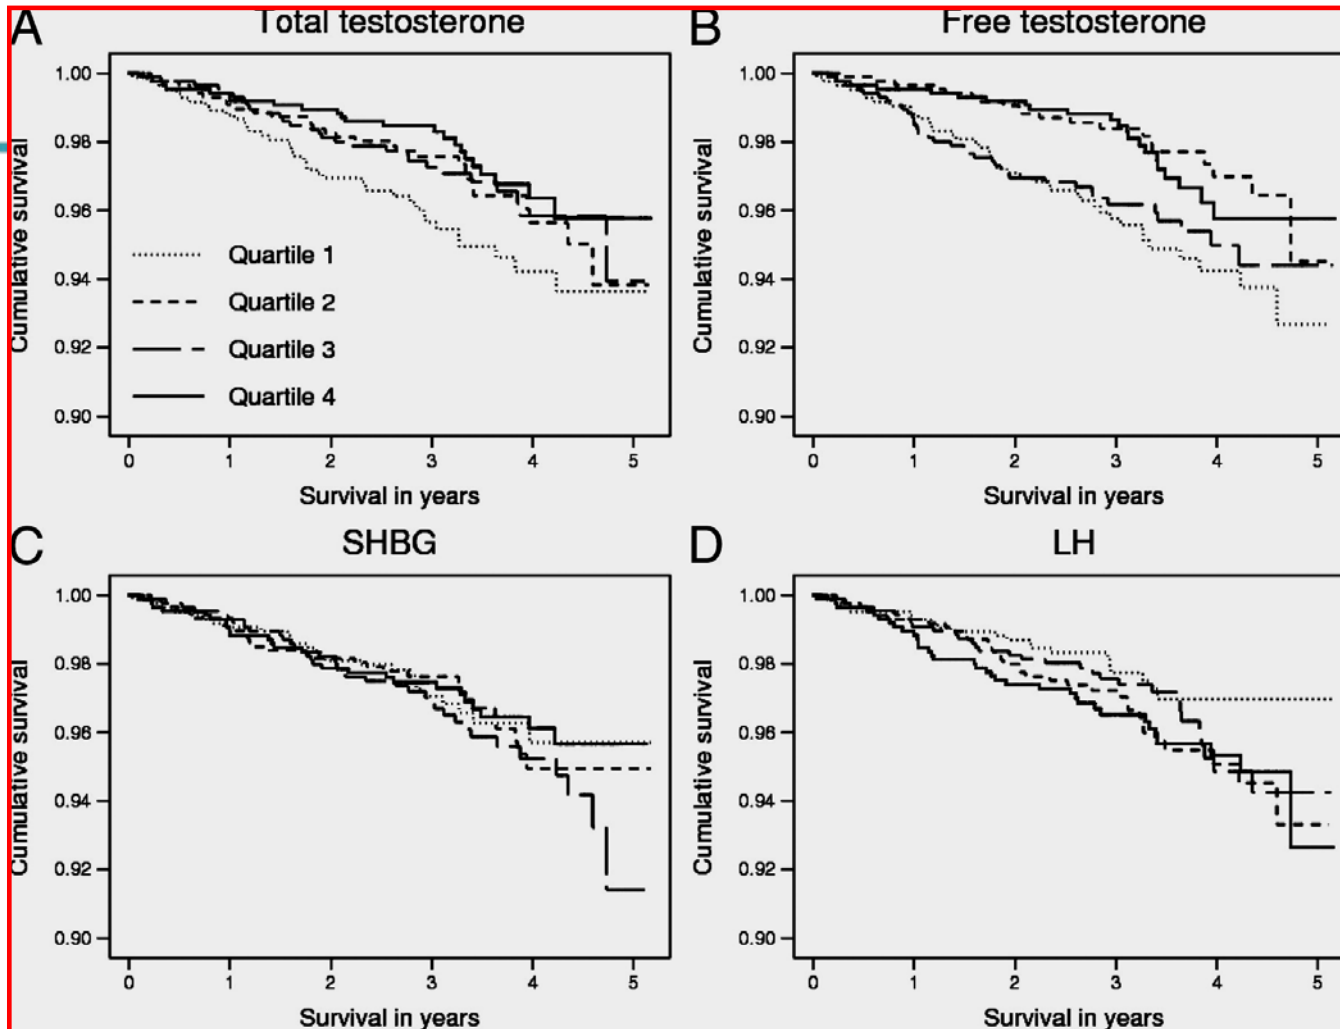 A Total testosterone
B Free testosterone
Cumulative survival
1.00
0.98
0.96
0.94
0.92
0.90
Quartile 1
Quartile 2
Quartile 3
Quartile 4
0 1 2 3 4 5
Survival in years
Cumulative survival
1.00
0.98
0.96
0.94
0.92
0.90
0 1 2 3 4 5
Survival in years
C SHBG
D LH
Cumulative survival
1.00
0.98
0.96
0.94
0.92
0.90
0 1 2 3 4 5
Survival in years
Cumulative survival
1.00
0.98
0.96
0.94
0.92
0.90
0 1 2 3 4 5
Survival in years